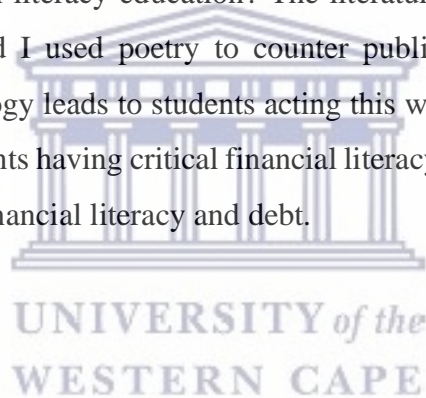 l literacy education? The literatur
d I used poetry to counter publi
ogy leads to students acting this w
nts having critical financial literacy
nancial literacy and debt.
UNIVERSITY of the
WESTERN CAPE